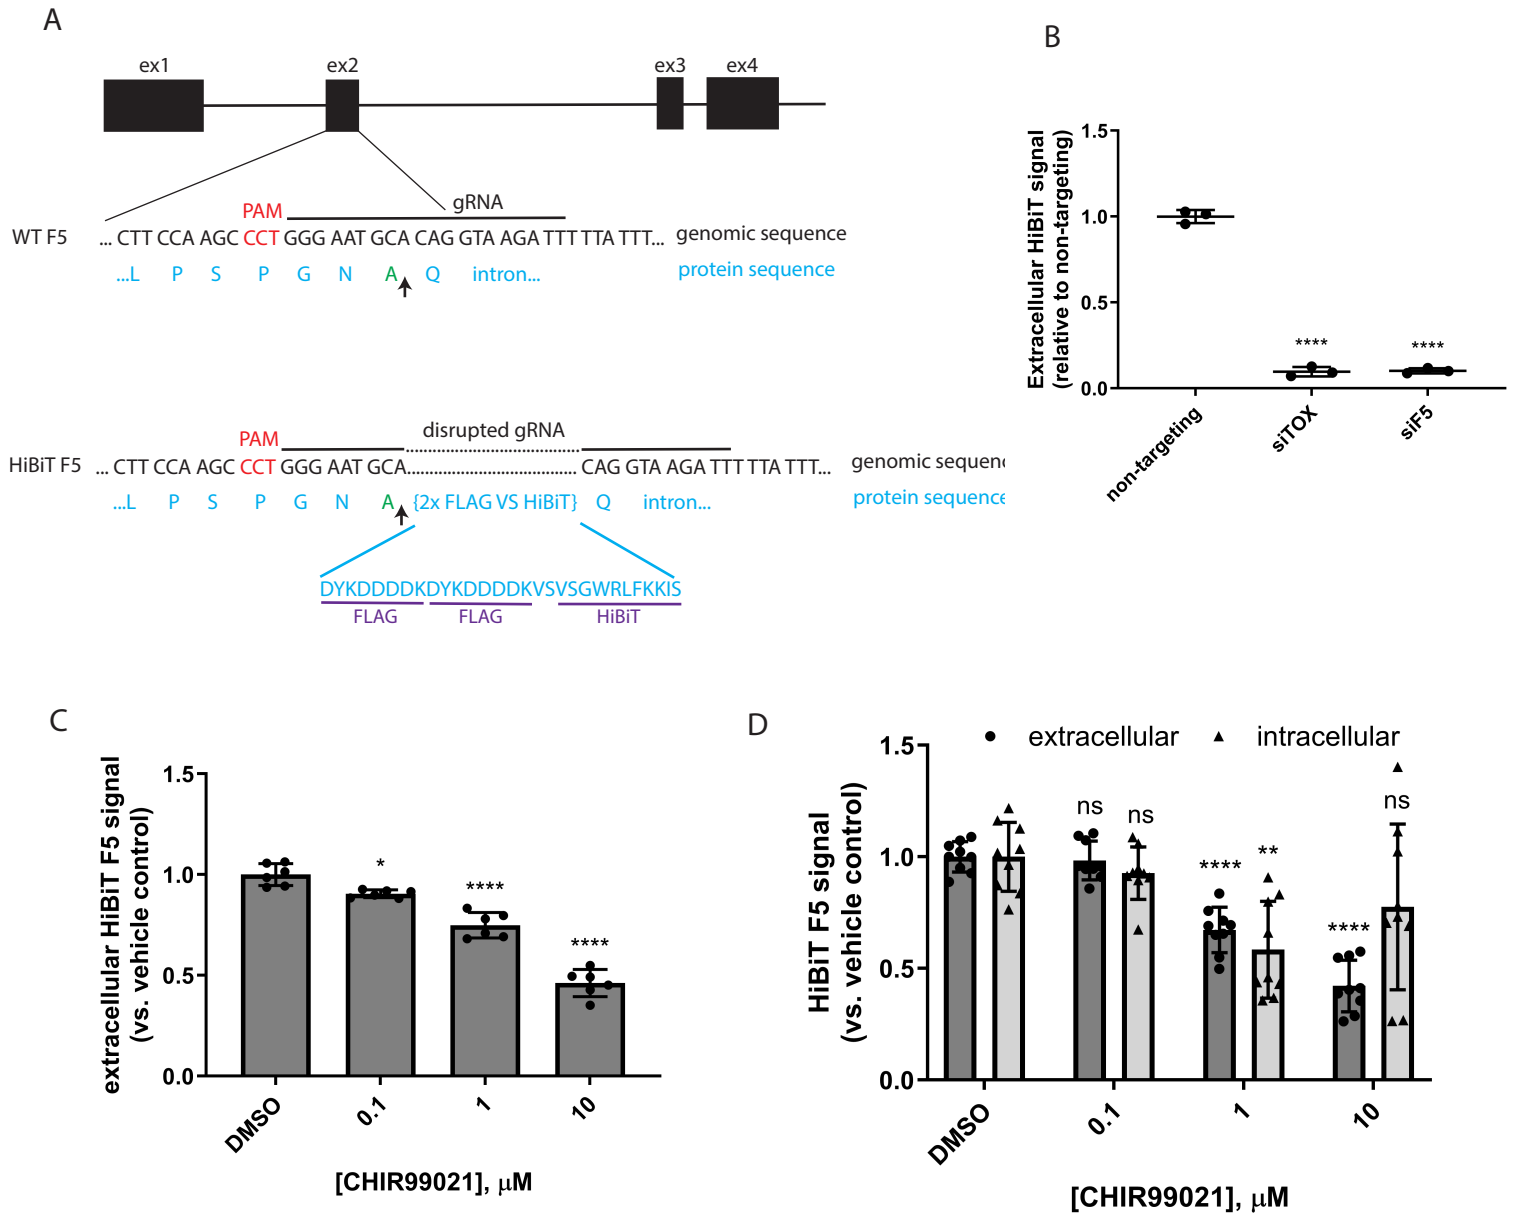 A
ex1 ex2 ex3 ex4
PAM gRNA
WT F5 ... CTT CCA AGC CCT GGG AAT GCA CAG GTA AGA TTT TTA TTT... genomic sequence
...L P S P G N A Q intron... protein sequence
PAM disrupted gRNA
HiBiT F5 ... CTT CCA AGC CCT GGG AAT GCA............................... CAG GTA AGA TTT TTA TTT... genomic sequen
...L P S P G N A {2x FLAG VS HiBiT} Q intron... protein sequence
DYKDDDDKDYKDDDDKVSVSGWRLFKKIS
FLAG FLAG HiBiT
B
Extracellular HiBiT signal
(relative to non-targeting)
1.5
1.0
0.5
0.0
**** ****
non-targeting siTOX siF5
C
extracellular HiBiT F5 signal
(vs. vehicle control)
1.5
1.0
0.5
0.0
* **** ****
DMSO 0.1 1 10
[CHIR99021], μM
D
extracellular intracellular
HiBiT F5 signal
(vs. vehicle control)
1.5
1.0
0.5
0.0
ns ns **** ** **** ns
DMSO 0.1 1 10
[CHIR99021], μM